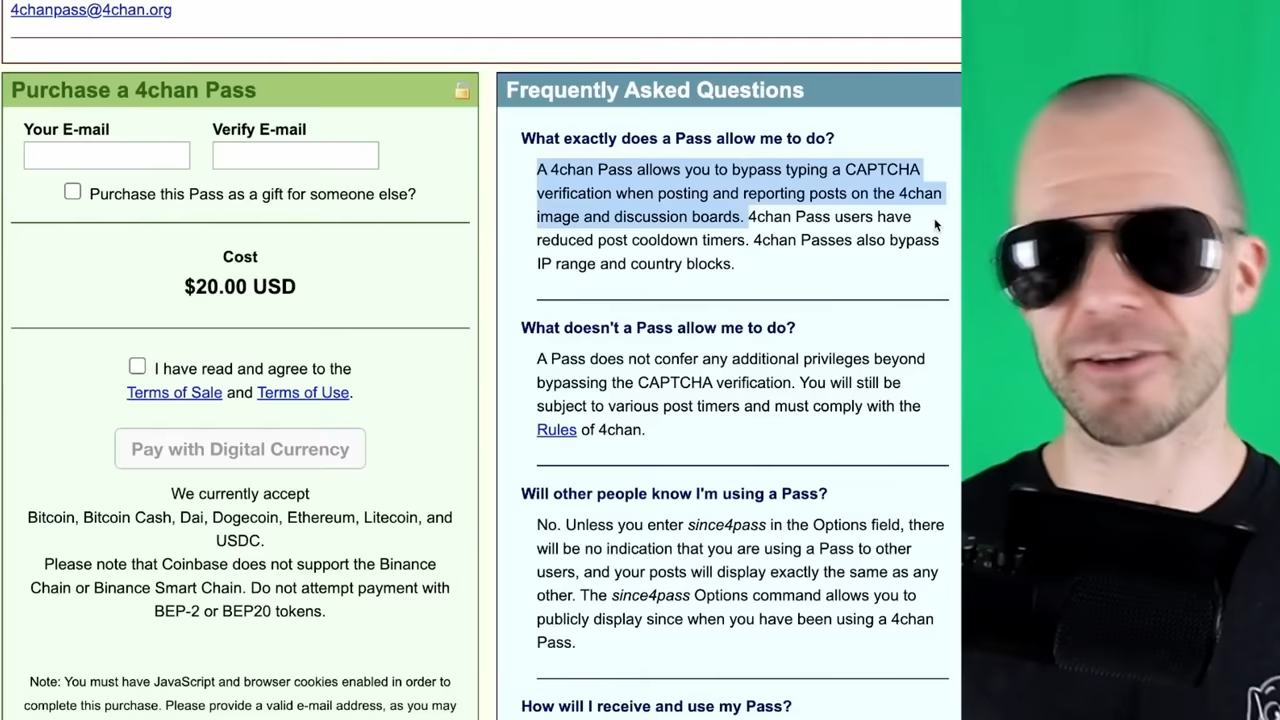 4chanpass@4chan.org
Purchase a 4chan Pass
Your E-mail
Verify E-mail
Purchase this Pass as a gift for someone else?
Cost
$20.00 USD
I have read and agree to the
Terms of Sale and Terms of Use.
Pay with Digital Currency
We currently accept
Bitcoin, Bitcoin Cash, Dai, Dogecoin, Ethereum, Litecoin, and
USDC.
Please note that Coinbase does not support the Binance
Chain or Binance Smart Chain. Do not attempt payment with
BEP-2 or BEP20 tokens.
Note: You must have JavaScript and browser cookies enabled in order to
complete this purchase. Please provide a valid e-mail address, as you may
Frequently Asked Questions
What exactly does a Pass allow me to do?
A 4chan Pass allows you to bypass typing a CAPTCHA
verification when posting and reporting posts on the 4chan
image and discussion boards. 4chan Pass users have
reduced post cooldown timers. 4chan Passes also bypass
IP range and country blocks.
What doesn't a Pass allow me to do?
A Pass does not confer any additional privileges beyond
bypassing the CAPTCHA verification. You will still be
subject to various post timers and must comply with the
Rules of 4chan.
Will other people know I'm using a Pass?
No. Unless you enter since4pass in the Options field, there
will be no indication that you are using a Pass to other
users, and your posts will display exactly the same as any
other. The since4pass Options command allows you to
publicly display since when you have been using a 4chan
Pass.
How will I receive and use my Pass?